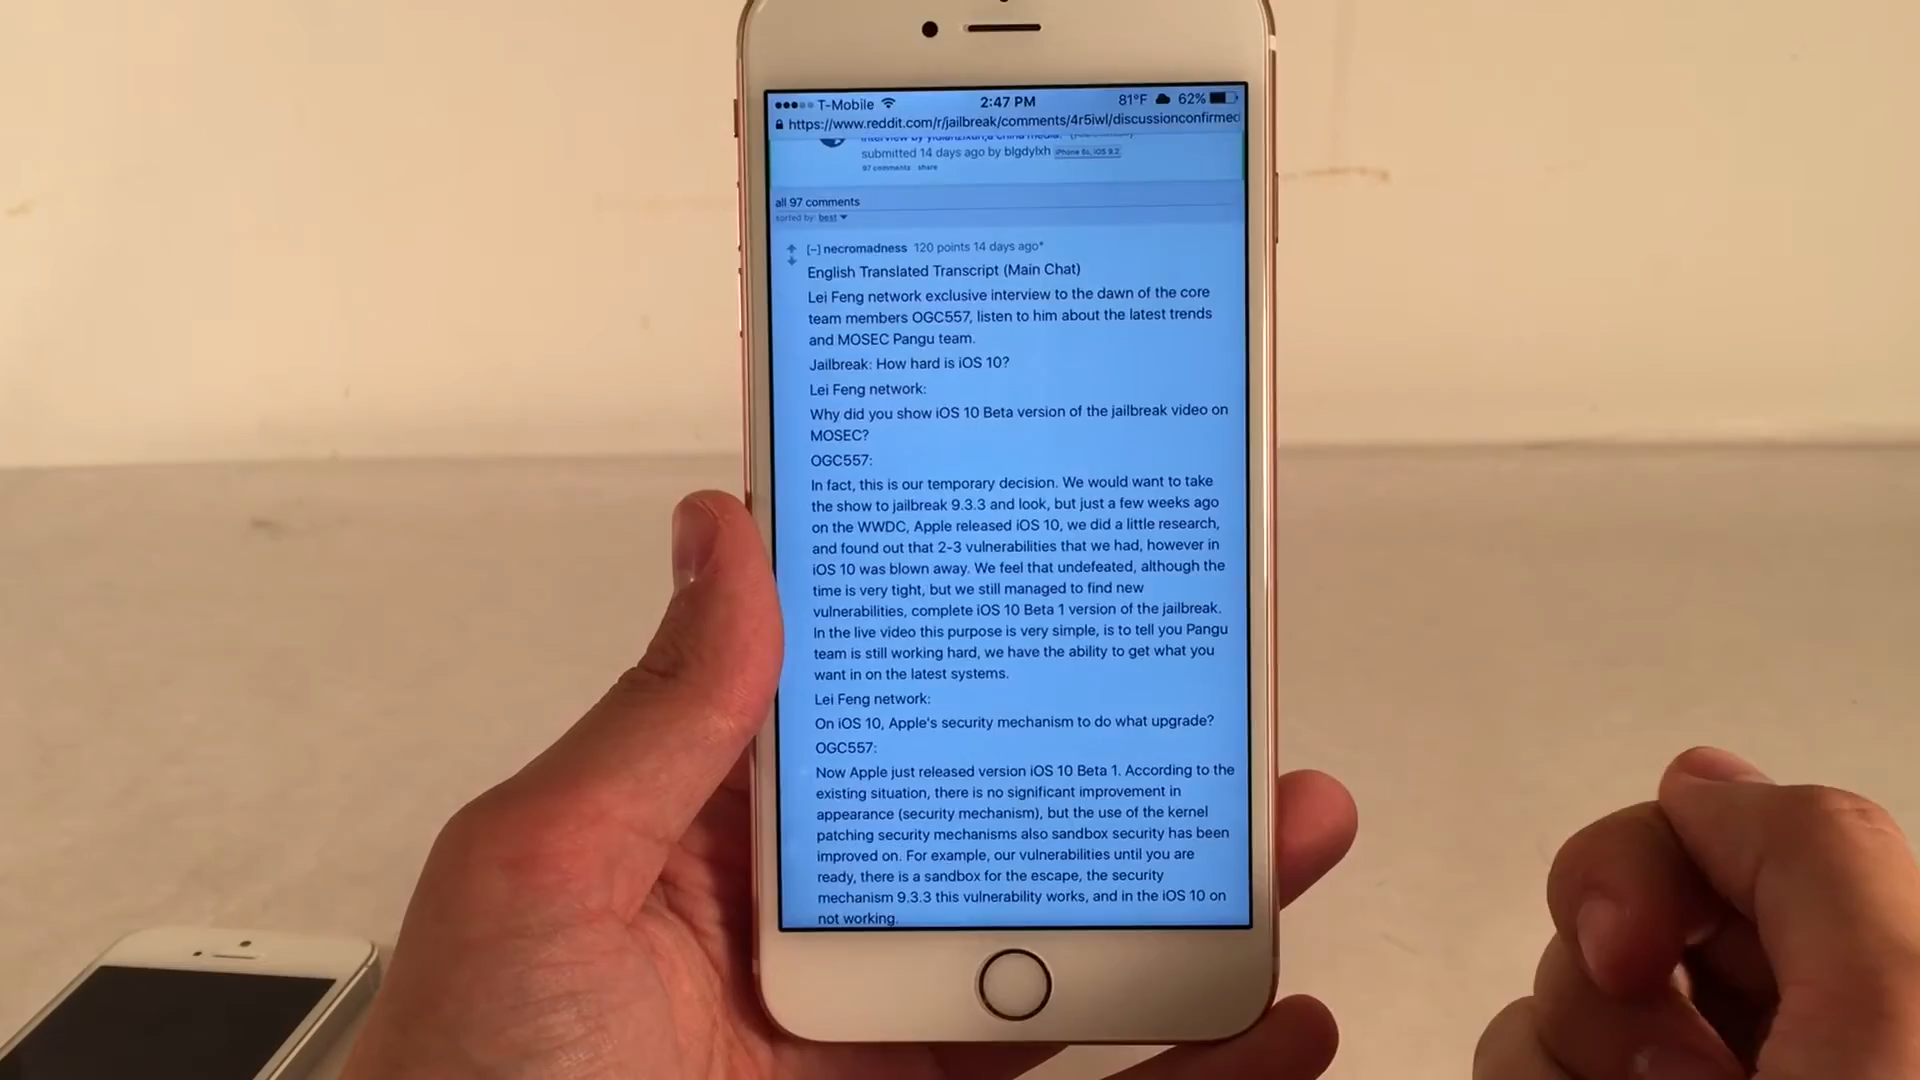 T-Mobile 2:47 PM 81°F 62%
https://www.reddit.com/r/jailbreak/comments/4r5iwl/discussionconfirmed
submitted 14 days ago by blgdylxh iPhone 6s, iOS 9.2
97 comments share
all 97 comments
sorted by: best
[–] necromadness 120 points 14 days ago*
English Translated Transcript (Main Chat)
Lei Feng network exclusive interview to the dawn of the core
team members OGC557, listen to him about the latest trends
and MOSEC Pangu team.
Jailbreak: How hard is iOS 10?
Lei Feng network:
Why did you show iOS 10 Beta version of the jailbreak video on
MOSEC?
OGC557:
In fact, this is our temporary decision. We would want to take
the show to jailbreak 9.3.3 and look, but just a few weeks ago
on the WWDC, Apple released iOS 10, we did a little research,
and found out that 2-3 vulnerabilities that we had, however in
iOS 10 was blown away. We feel that undefeated, although the
time is very tight, but we still managed to find new
vulnerabilities, complete iOS 10 Beta 1 version of the jailbreak.
In the live video this purpose is very simple, is to tell you Pangu
team is still working hard, we have the ability to get what you
want in on the latest systems.
Lei Feng network:
On iOS 10, Apple's security mechanism to do what upgrade?
OGC557:
Now Apple just released version iOS 10 Beta 1. According to the
existing situation, there is no significant improvement in
appearance (security mechanism), but the use of the kernel
patching security mechanisms also sandbox security has been
improved on. For example, our vulnerabilities until you are
ready, there is a sandbox for the escape, the security
mechanism 9.3.3 this vulnerability works, and in the iOS 10 on
not working.